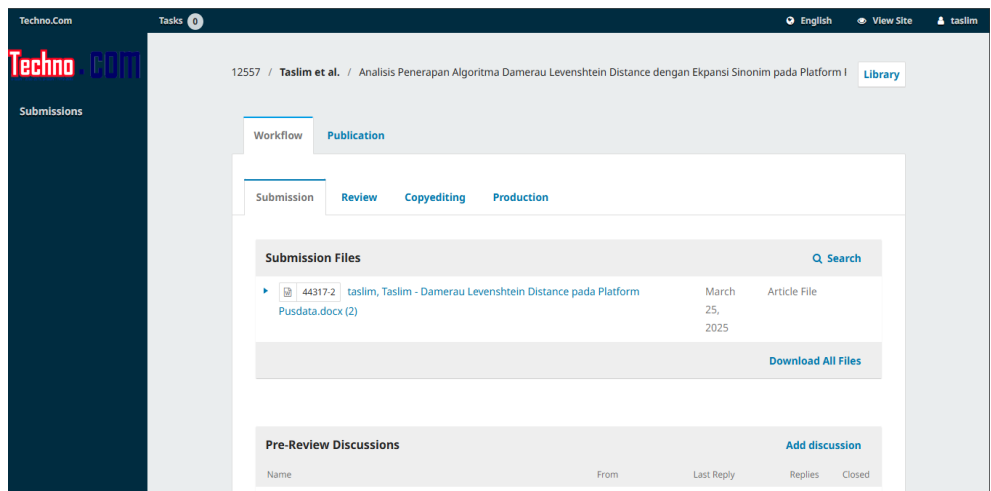 Techno.Com Tasks 0 English View Site taslim
Techno.COM
12557 / Taslim et al. / Analisis Penerapan Algoritma Damerau Levenshtein Distance dengan Ekspansi Sinonim pada Platform
Library
Submissions
Workflow Publication
Submission Review Copyediting Production
Submission Files Search
44317-2 taslim, Taslim - Damerau Levenshtein Distance pada Platform March Article File
Pusdata.docx (2) 25,
2025
Download All Files
Pre-Review Discussions Add discussion
Name From Last Reply Replies Closed